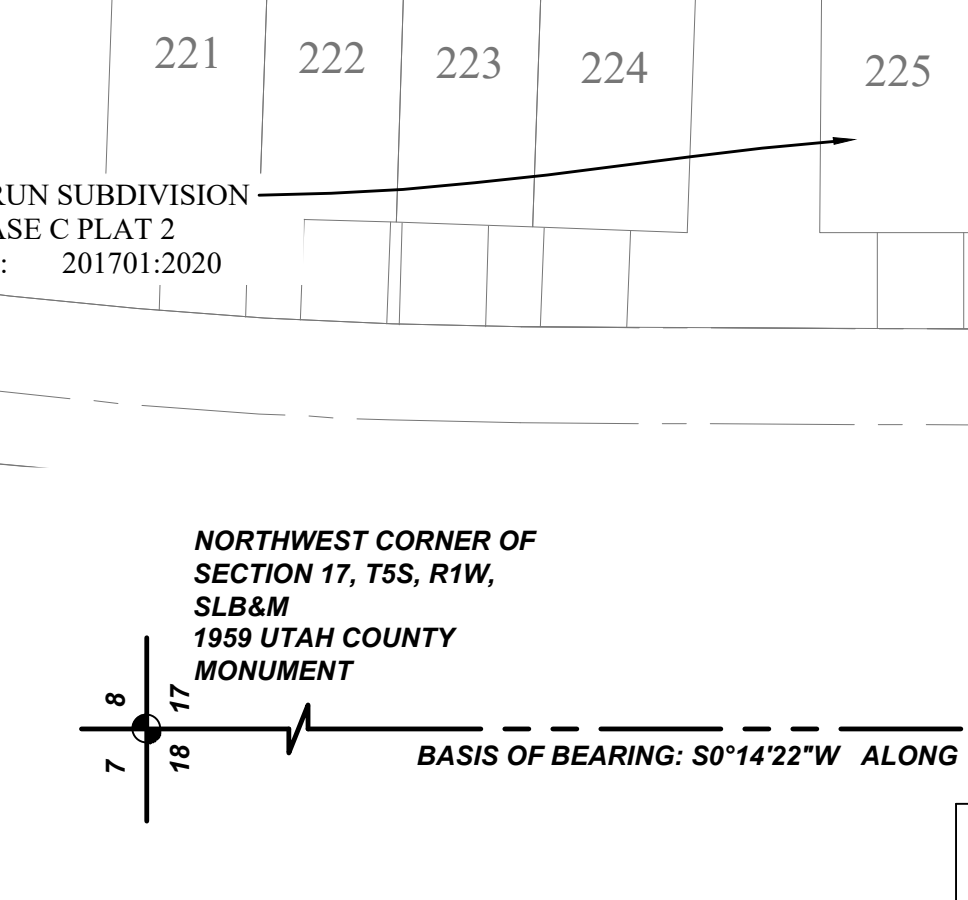 221
222
223
224
225
RUN SUBDIVISION
ASE C PLAT 2
: 201701:2020
NORTHWEST CORNER OF
SECTION 17, T5S, R1W,
SLB&M
1959 UTAH COUNTY
MONUMENT
8
17
7
18
BASIS OF BEARING: S0°14'22"W ALONG